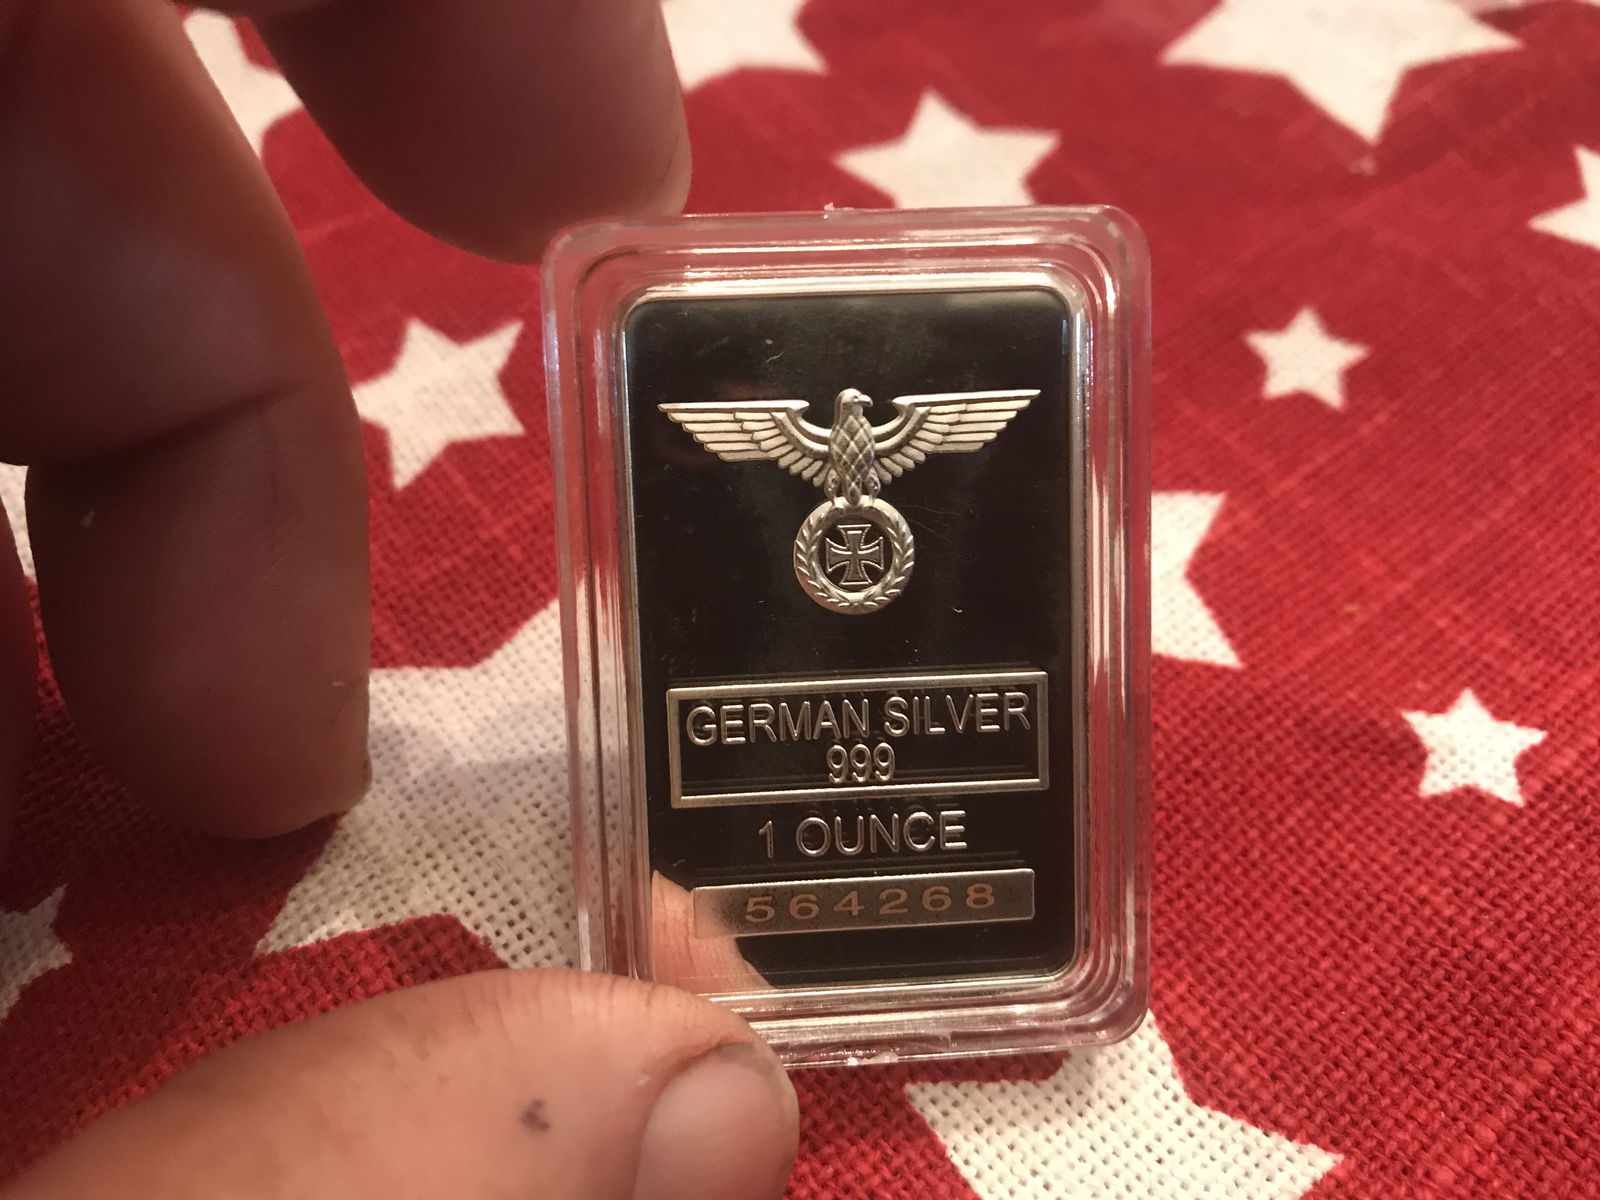 GERMAN SILVER
999
1 OUNCE
564268